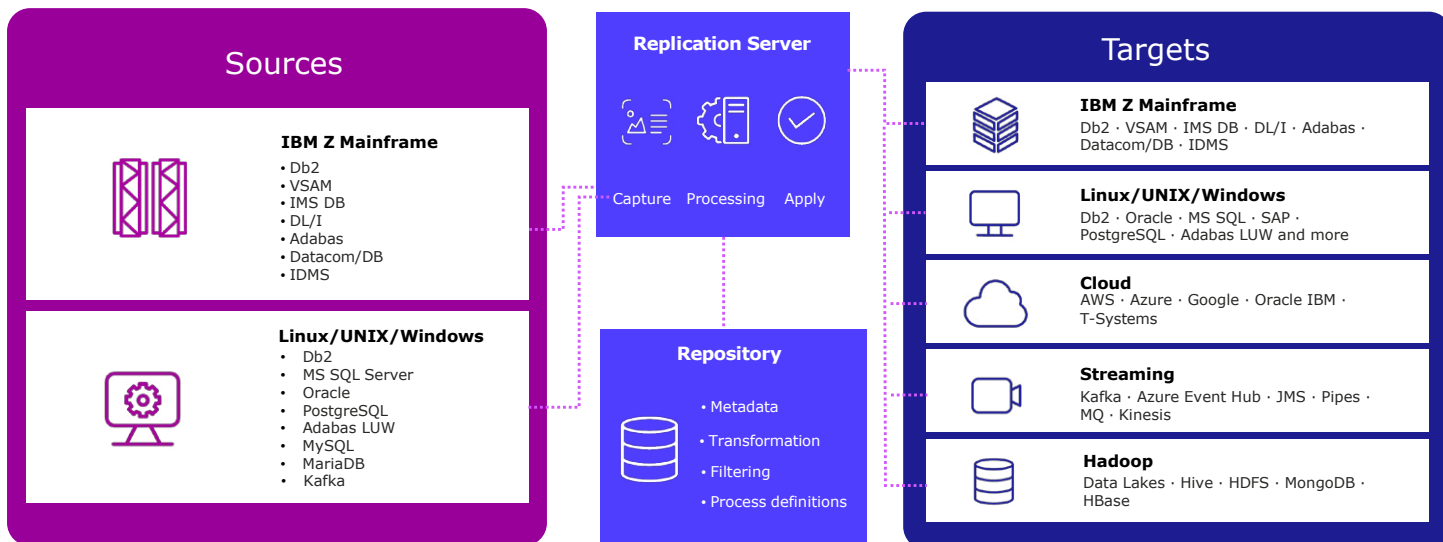 Sources
IBM Z Mainframe
• Db2
• VSAM
• IMS DB
• DL/I
• Adabas
• Datacom/DB
• IDMS
Linux/UNIX/Windows
• Db2
• MS SQL Server
• Oracle
• PostgreSQL
• Adabas LUW
• MySQL
• MariaDB
• Kafka
Replication Server
Capture Processing Apply
Repository
• Metadata
• Transformation
• Filtering
• Process definitions
Targets
IBM Z Mainframe
Db2 · VSAM · IMS DB · DL/I · Adabas ·
Datacom/DB · IDMS
Linux/UNIX/Windows
Db2 · Oracle · MS SQL · SAP ·
PostgreSQL · Adabas LUW and more
Cloud
AWS · Azure · Google · Oracle IBM ·
T-Systems
Streaming
Kafka · Azure Event Hub · JMS · Pipes ·
MQ · Kinesis
Hadoop
Data Lakes · Hive · HDFS · MongoDB ·
HBase